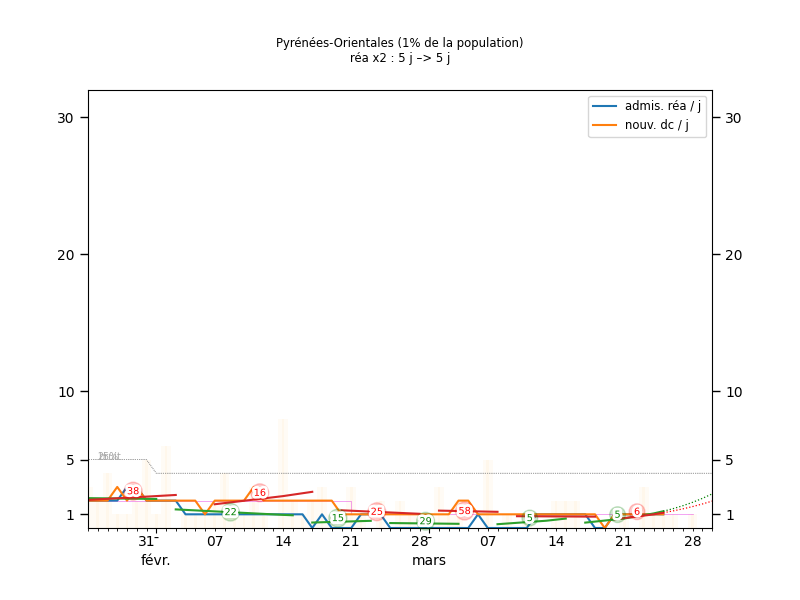 Pyrénées-Orientales (1% de la population)
réa x2 : 5 j –> 5 j
admis. réa / j
nouv. dc / j
30 30
20 20
10 10
5 5
1 1
38
22
16
15
25
29
58
5
5
6
31- 07 14 21 28- 07 14 21 28
févr. mars